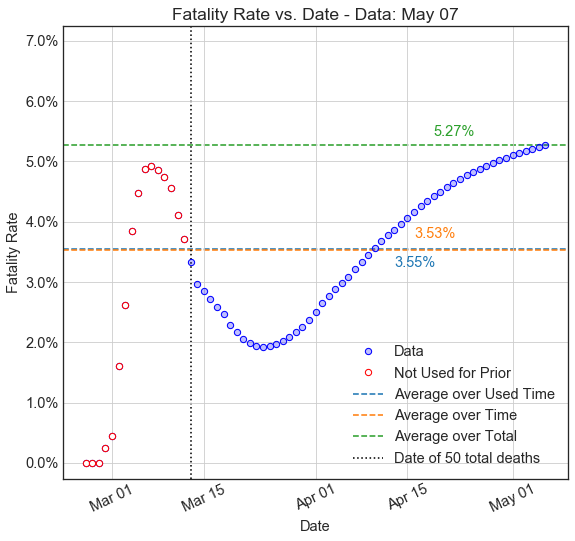 Fatality Rate vs. Date - Data: May 07
7.0%
6.0%
5.27%
5.0%
4.0%
3.53%
3.55%
3.0%
2.0%
1.0%
0.0%
Fatality Rate
Data
Not Used for Prior
Average over Used Time
Average over Time
Average over Total
Date of 50 total deaths
Mar 01
Mar 15
Apr 01
Apr 15
May 01
Date